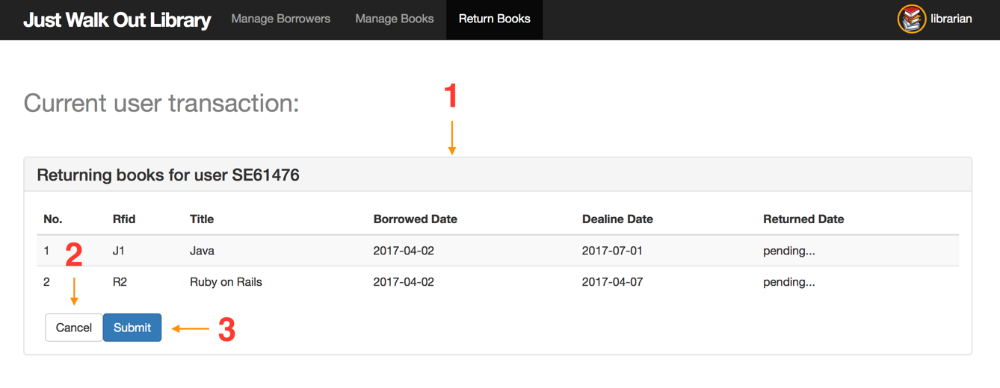 Just Walk Out Library Manage Borrowers Manage Books Return Books librarian
Current user transaction:
1
Returning books for user SE61476
No. Rfid Title Borrowed Date Dealine Date Returned Date
1 J1 Java 2017-04-02 2017-07-01 pending...
2
2 R2 Ruby on Rails 2017-04-02 2017-04-07 pending...
Cancel Submit 3